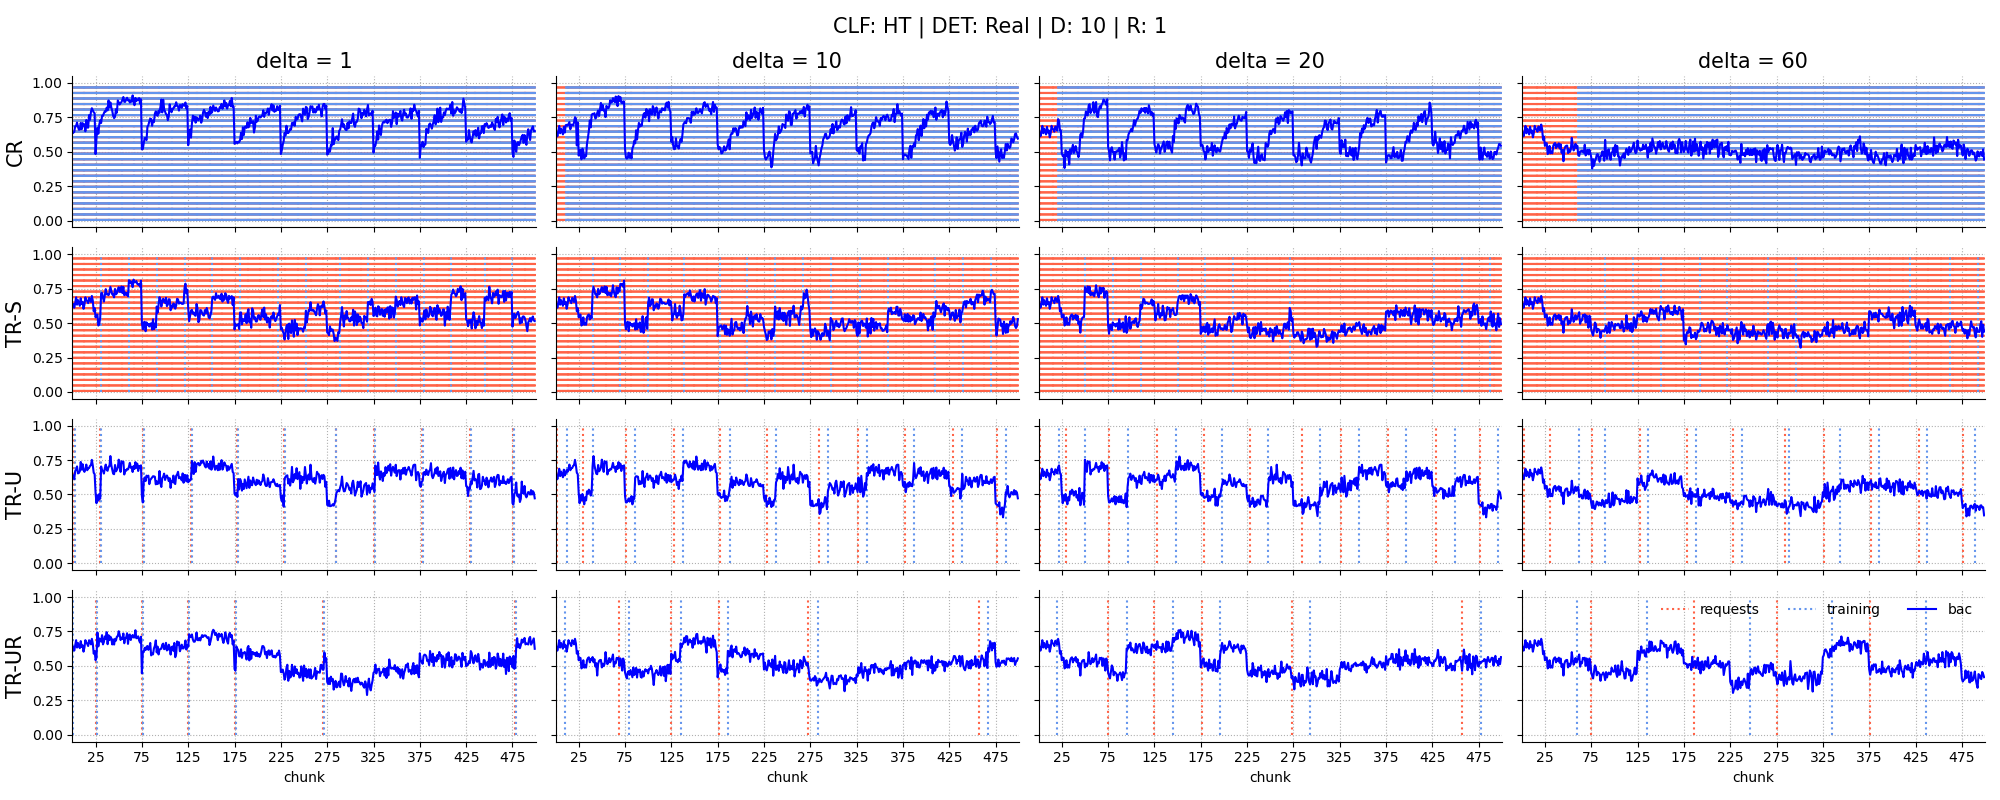 CLF: HT | DET: Real | D: 10 | R: 1
delta = 1 delta = 10 delta = 20 delta = 60
CR
1.00
0.75
0.50
0.25
0.00
TR-S
1.00
0.75
0.50
0.25
0.00
TR-U
1.00
0.75
0.50
0.25
0.00
TR-UR
1.00
0.75
0.50
0.25
0.00
requests training bac
25 75 125 175 225 275 325 375 425 475 25 75 125 175 225 275 325 375 425 475 25 75 125 175 225 275 325 375 425 475 25 75 125 175 225 275 325 375 425 475
chunk chunk chunk chunk